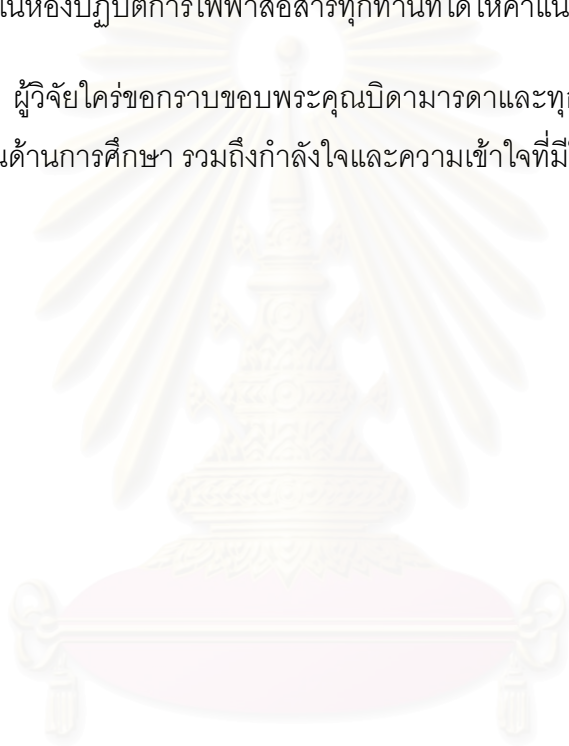 ในห้องปฏิบัติการไฟฟ้าสื่อสารทุกท่านที่ได้ให้คำแน
ผู้วิจัยใคร่ขอกราบขอบพระคุณบิดามารดาและทุก
นด้านการศึกษา รวมถึงกำลังใจและความเข้าใจที่มี